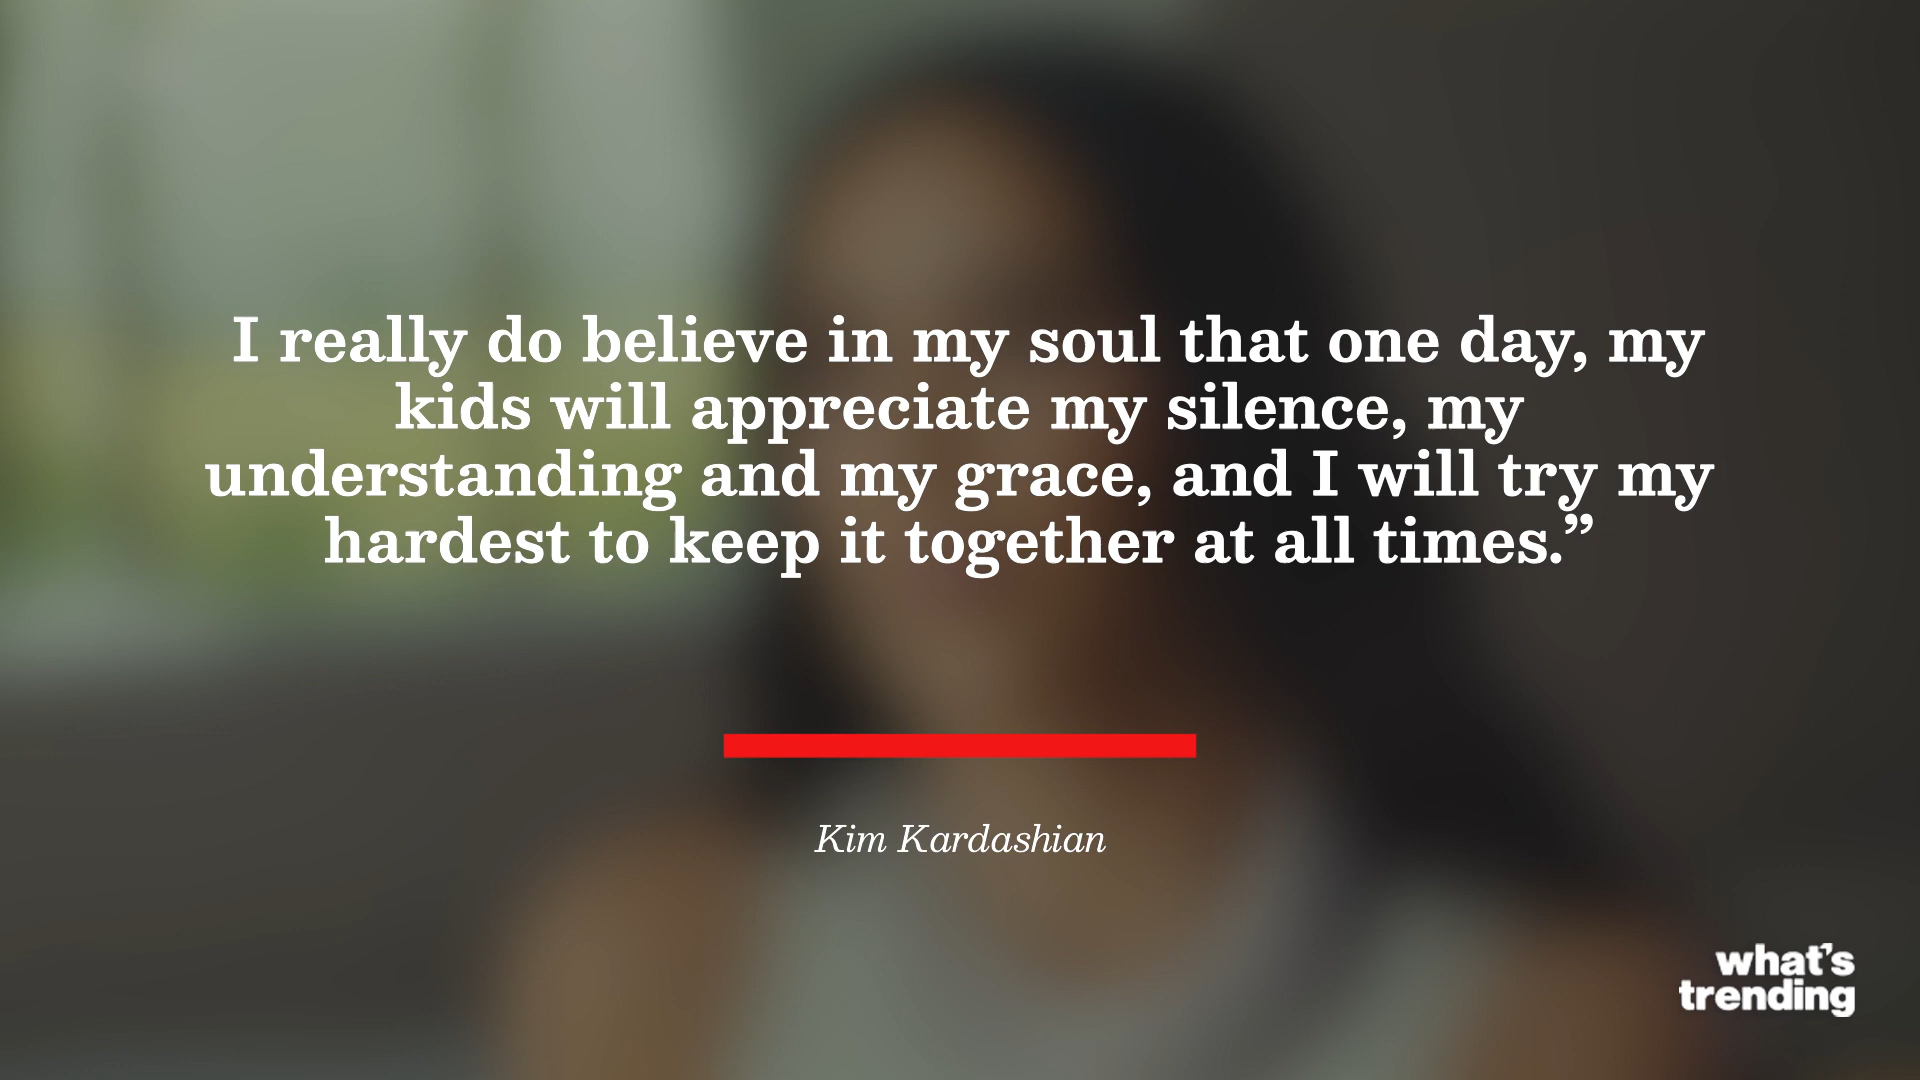 I really do believe in my soul that one day, my
kids will appreciate my silence, my
understanding and my grace, and I will try my
hardest to keep it together at all times.”
Kim Kardashian
what's
trending